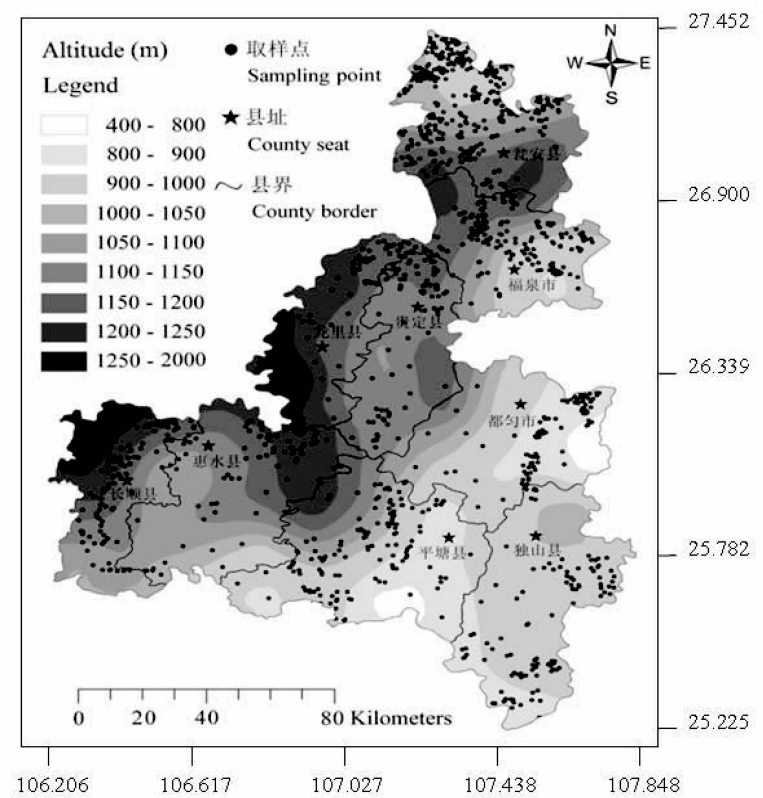 Altitude (m)
Legend
400 - 800
800 - 900
900 - 1000
1000 - 1050
1050 - 1100
1100 - 1150
1150 - 1200
1200 - 1250
1250 - 2000
取样点
Sampling point
县址
County seat
县界
County border
N
W E
S
瓮安县
福泉市
贵定县
龙里县
都匀市
惠水县
长顺县
平塘县
独山县
0 20 40 80 Kilometers
27.452
26.900
26.339
25.782
25.225
106.206 106.617 107.027 107.438 107.848